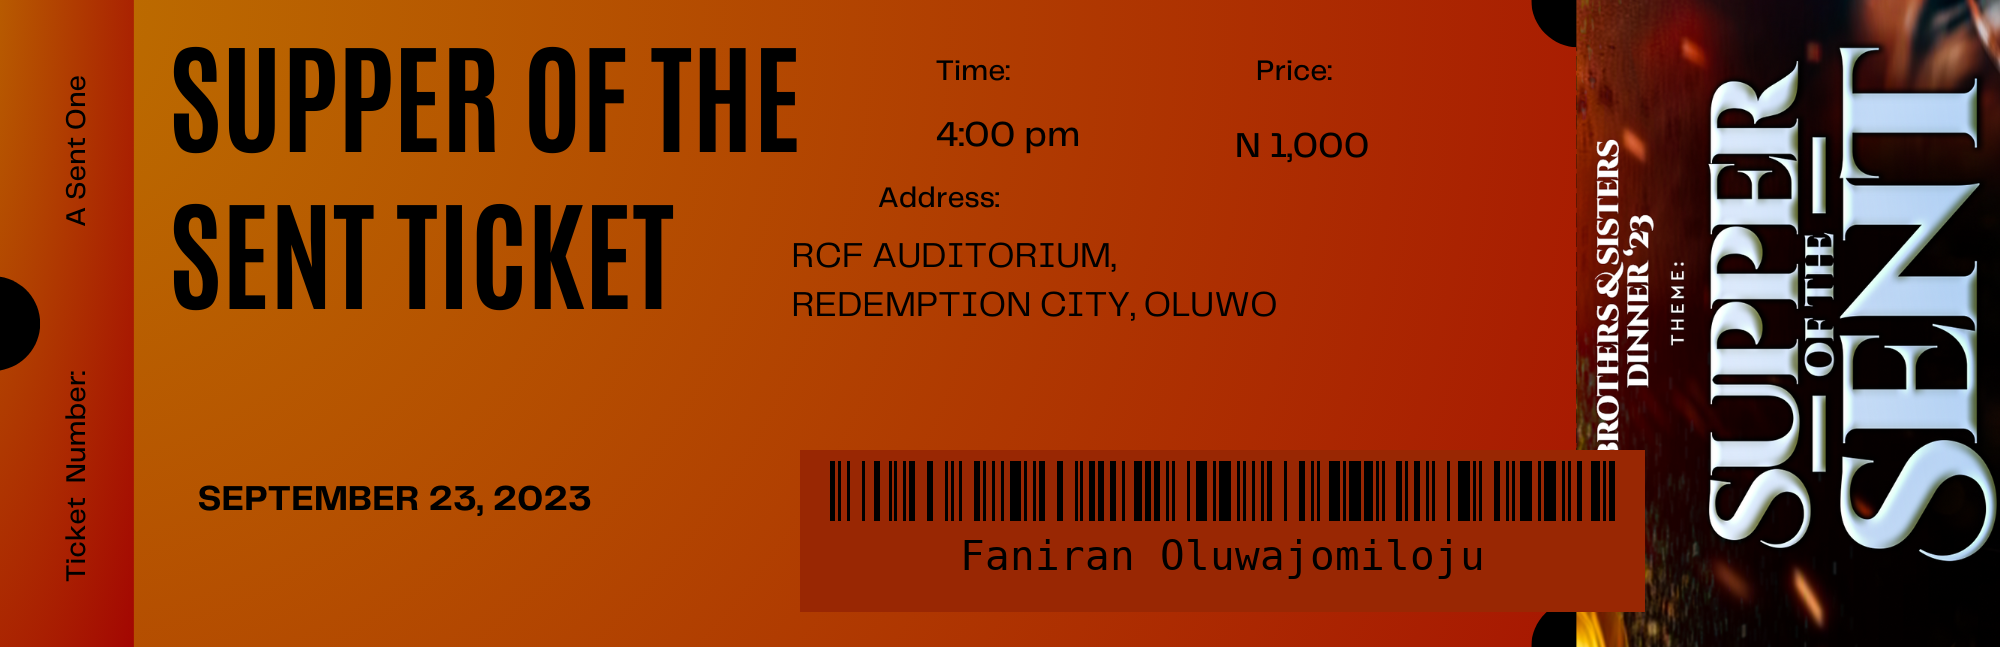 A Sent One
Ticket Number:
SUPPER OF THE
SENT TICKET
Time:
4:00 pm
Price:
N 1,000
Address:
RCF AUDITORIUM,
REDEMPTION CITY, OLUWO
SEPTEMBER 23, 2023
Faniran Oluwajomiloju
BROTHERS & SISTERS
DINNER '23
THEME:
SUPPER
OF THE
SENT